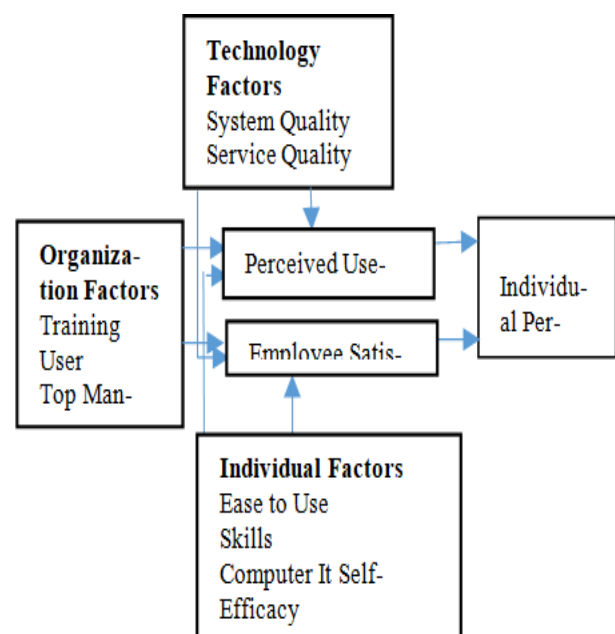 Technology
Factors
System Quality
Service Quality
Organiza-
tion Factors
Training
User
Top Man-
Perceived Use-
Employee Satis-
Individu-
al Per-
Individual Factors
Ease to Use
Skills
Computer It Self-
Efficacy